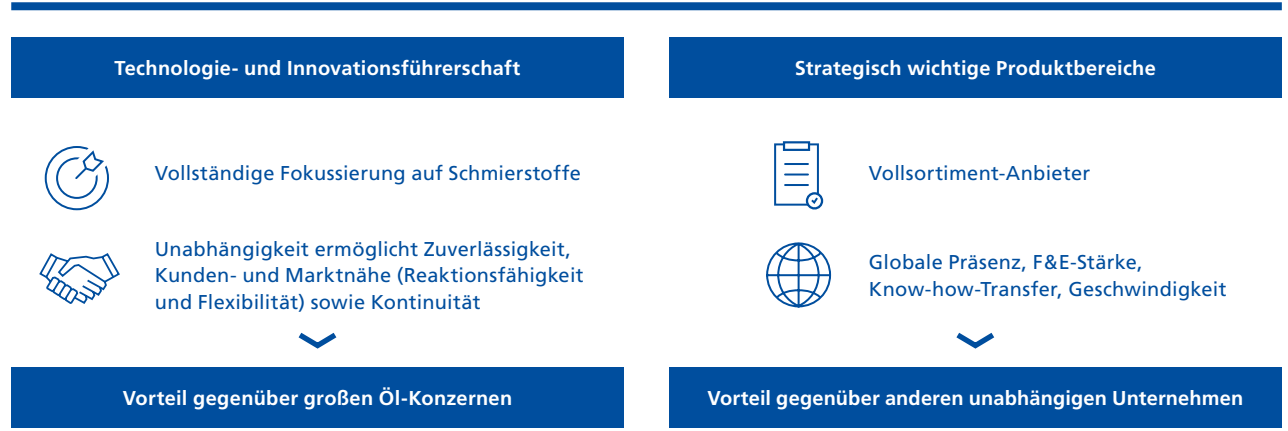 Technologie- und Innovationsführerschaft
Vollständige Fokussierung auf Schmierstoffe
Unabhängigkeit ermöglicht Zuverlässigkeit,
Kunden- und Marktnähe (Reaktionsfähigkeit
und Flexibilität) sowie Kontinuität
Vorteil gegenüber großen Öl-Konzernen
Strategisch wichtige Produktbereiche
Vollsortiment-Anbieter
Globale Präsenz, F&E-Stärke,
Know-how-Transfer, Geschwindigkeit
Vorteil gegenüber anderen unabhängigen Unternehmen